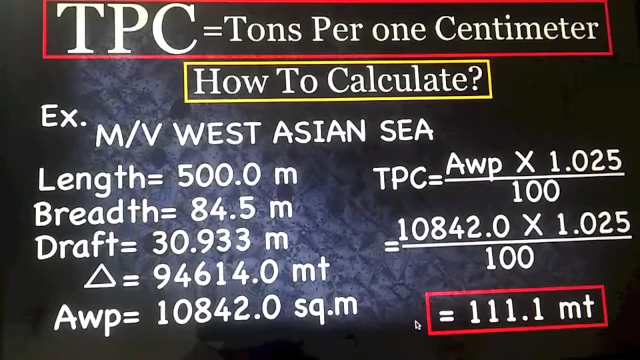 TPC =Tons Per one Centimeter
How To Calculate?
Ex.
M/V WEST ASIAN SEA
Length= 500.0 m
Breadth= 84.5 m
Draft= 30.933 m
△= 94614.0 mt
Awp= 10842.0 sq.m
TPC= Awp X 1.025
100
= 10842.0 X 1.025
100
= 111.1 mt